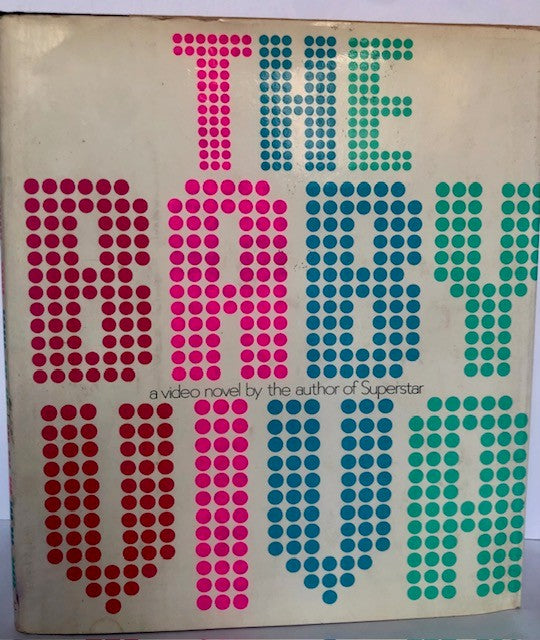 THE
BABY
a video novel by the author of Superstar
VIVA